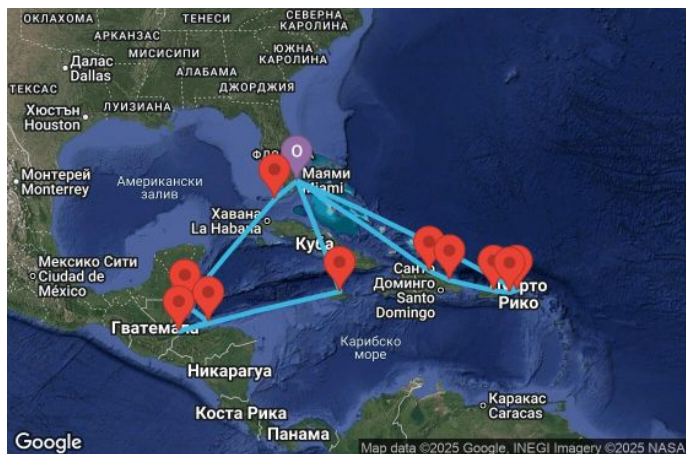 ОКЛАХОМА
ТЕНЕСИ
СЕВЕРНА
КАРОЛИНА
АРКАНЗАС
МИСИСИПИ
ЮЖНА
КАРОЛИНА
Далас
Dallas
АЛАБАМА
ТЕКСАС
ДЖОРДЖИЯ
ЛУИЗИАНА
Хюстън
Houston
ФЛ
O
Маями
Miami
Монтерей
Monterrey
Американски
залив
Хавана
La Habana
Куба
Мексико Сити
Ciudad de
México
Санто
Доминго
Santo
Domingo
Рико
Гватемала
Карибско
море
Никарагуа
Коста Рика
Каракас
Caracas
Панама
Google
Map data ©2025 Google, INEGI Imagery ©2025 NASA